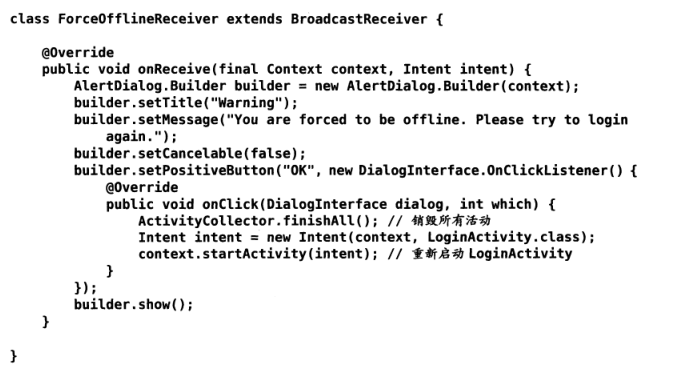 class ForceOfflineReceiver extends BroadcastReceiver {
@Override
public void onReceive(final Context context, Intent intent) {
AlertDialog.Builder builder = new AlertDialog.Builder(context);
builder.setTitle("Warning");
builder.setMessage("You are forced to be offline. Please try to login
again.");
builder.setCancelable(false);
builder.setPositiveButton("OK", new DialogInterface.OnClickListener() {
@Override
public void onClick(DialogInterface dialog, int which) {
ActivityCollector.finishAll(); // 销毁所有活动
Intent intent = new Intent(context, LoginActivity.class);
context.startActivity(intent); // 重新启动 LoginActivity
}
});
builder.show();
}
}